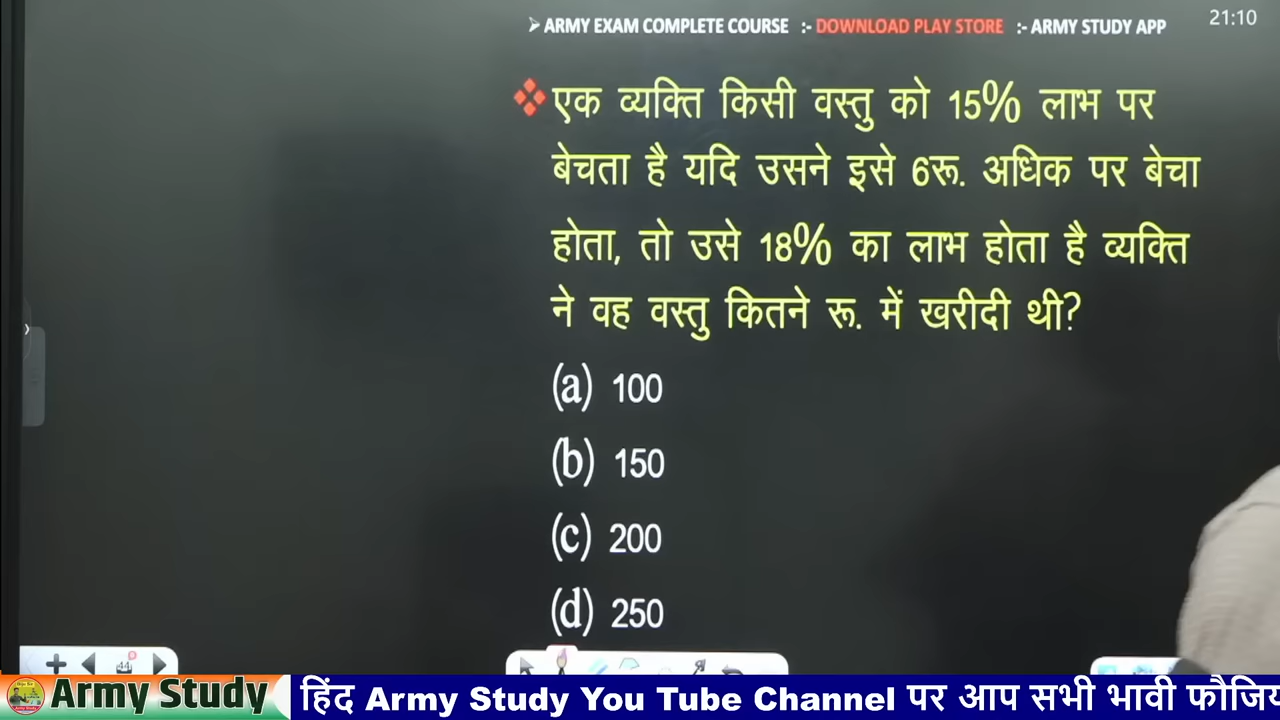 ➢ ARMY EXAM COMPLETE COURSE :- DOWNLOAD PLAY STORE :- ARMY STUDY APP
21:10
❖ एक व्यक्ति किसी वस्तु को 15% लाभ पर
बेचता है यदि उसने इसे 6रू. अधिक पर बेचा
होता, तो उसे 18% का लाभ होता है व्यक्ति
ने वह वस्तु कितने रू. में खरीदी थी?
(a) 100
(b) 150
(c) 200
(d) 250
44
Army Study
हिंद Army Study You Tube Channel पर आप सभी भावी फौजि